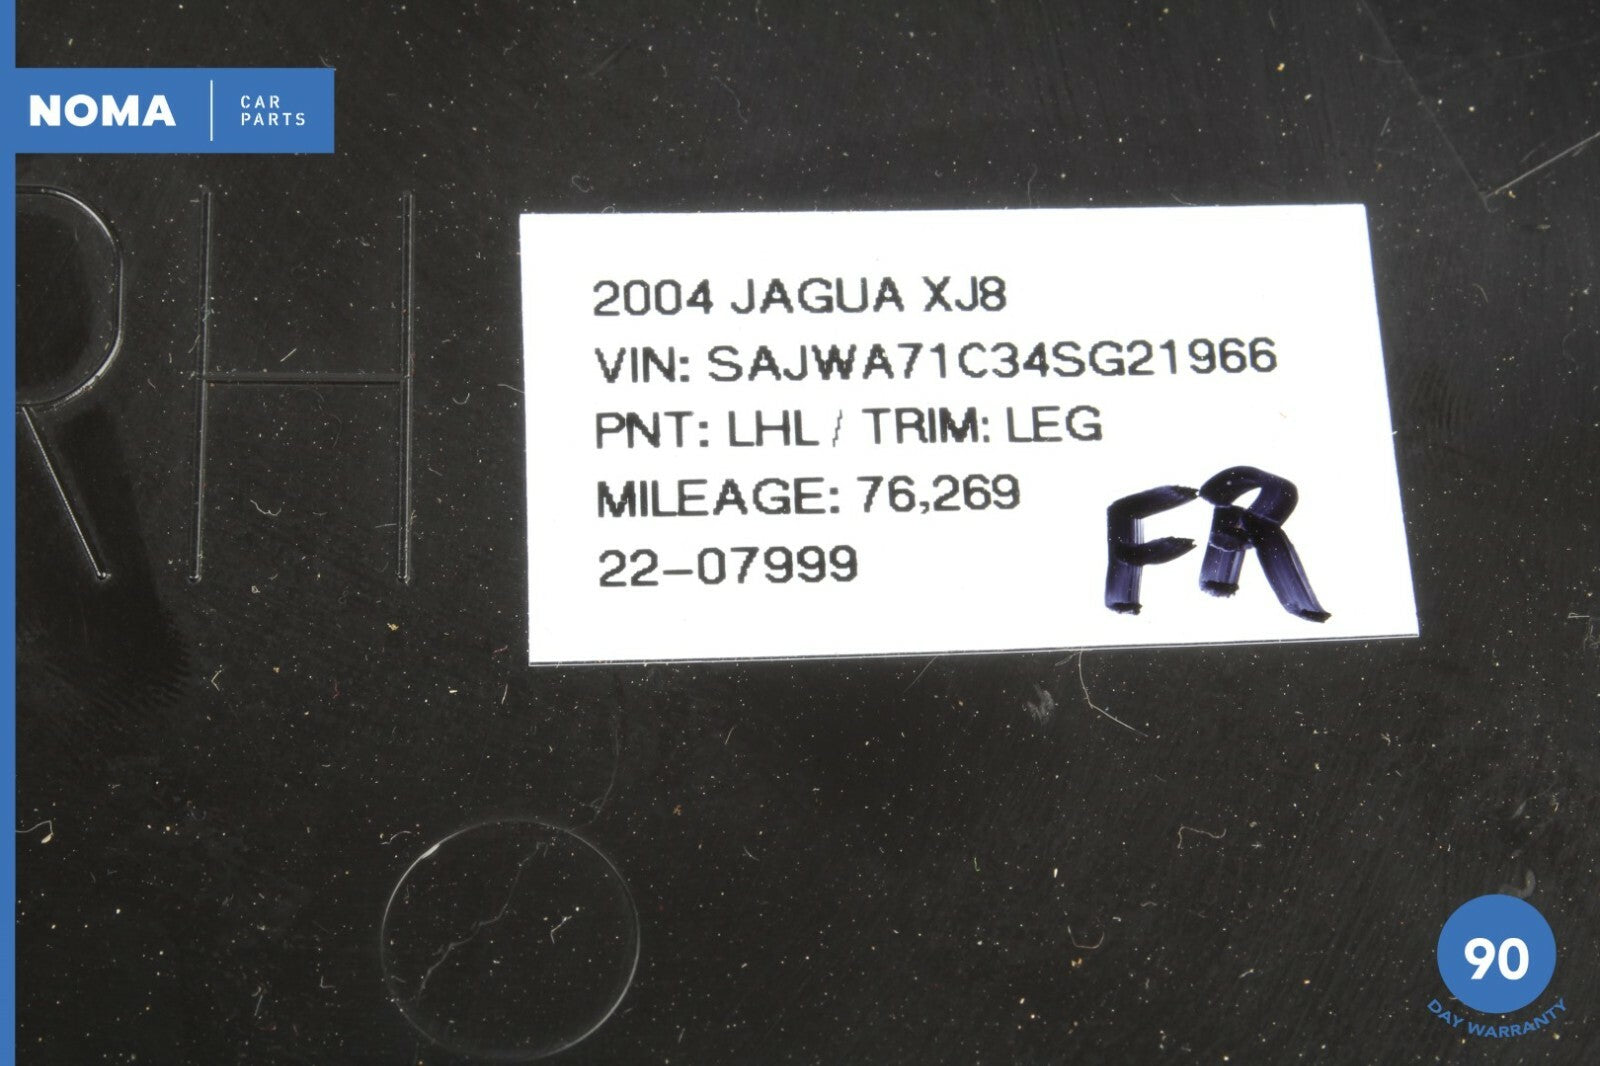 NOMA
CAR
PARTS
RH
2004 JAGUA XJ8
VIN: SAJWA71C34SG21966
PNT: LHL / TRIM: LEG
MILEAGE: 76,269
22-07999
FR
90
DAY WARRANTY